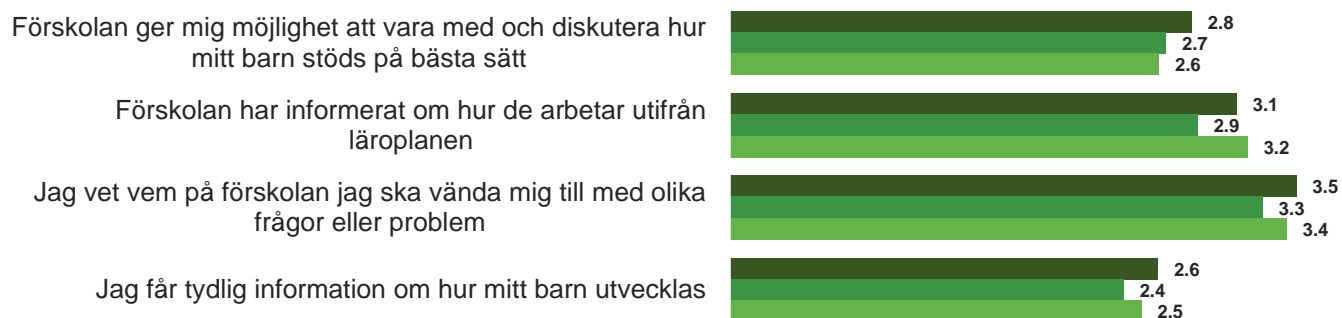 Förskolan ger mig möjlighet att vara med och diskutera hur
mitt barn stöds på bästa sätt
2.8
2.7
2.6
Förskolan har informerat om hur de arbetar utifrån
läroplanen
3.1
2.9
3.2
Jag vet vem på förskolan jag ska vända mig till med olika
frågor eller problem
3.5
3.3
3.4
Jag får tydlig information om hur mitt barn utvecklas
2.6
2.4
2.5